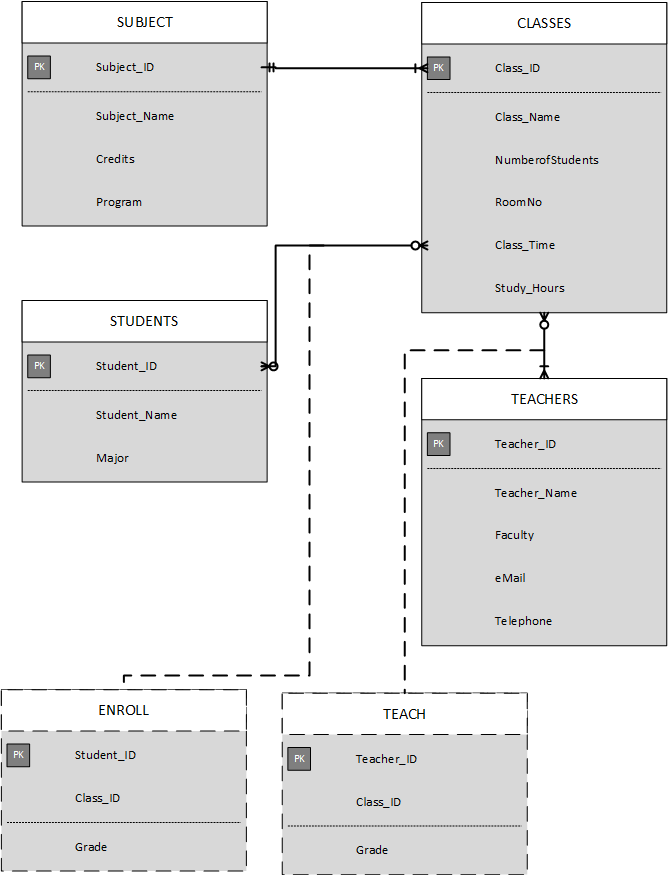 SUBJECT
PK Subject_ID
Subject_Name
Credits
Program
CLASSES
PK Class_ID
Class_Name
NumberofStudents
RoomNo
Class_Time
Study_Hours
STUDENTS
PK Student_ID
Student_Name
Major
TEACHERS
PK Teacher_ID
Teacher_Name
Faculty
eMail
Telephone
ENROLL
PK Student_ID
Class_ID
Grade
TEACH
PK Teacher_ID
Class_ID
Grade